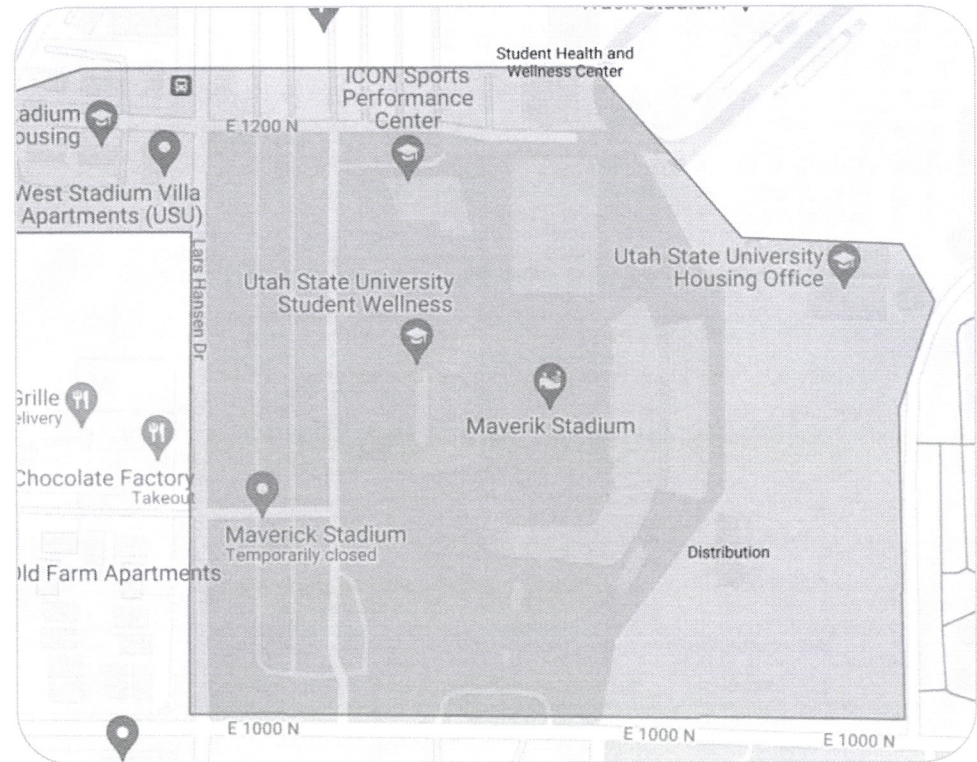 Student Health and
Wellness Center
ICON Sports
Performance
Center
adium
ousing
E 1200 N
West Stadium Villa
Apartments (USU)
Lars Hansen Dr
Utah State University
Housing Office
Utah State University
Student Wellness
Grille
elivery
Maverik Stadium
Chocolate Factory
Takeout
Maverick Stadium
Temporarily closed
Distribution
Old Farm Apartments
E 1000 N
E 1000 N
E 1000 N